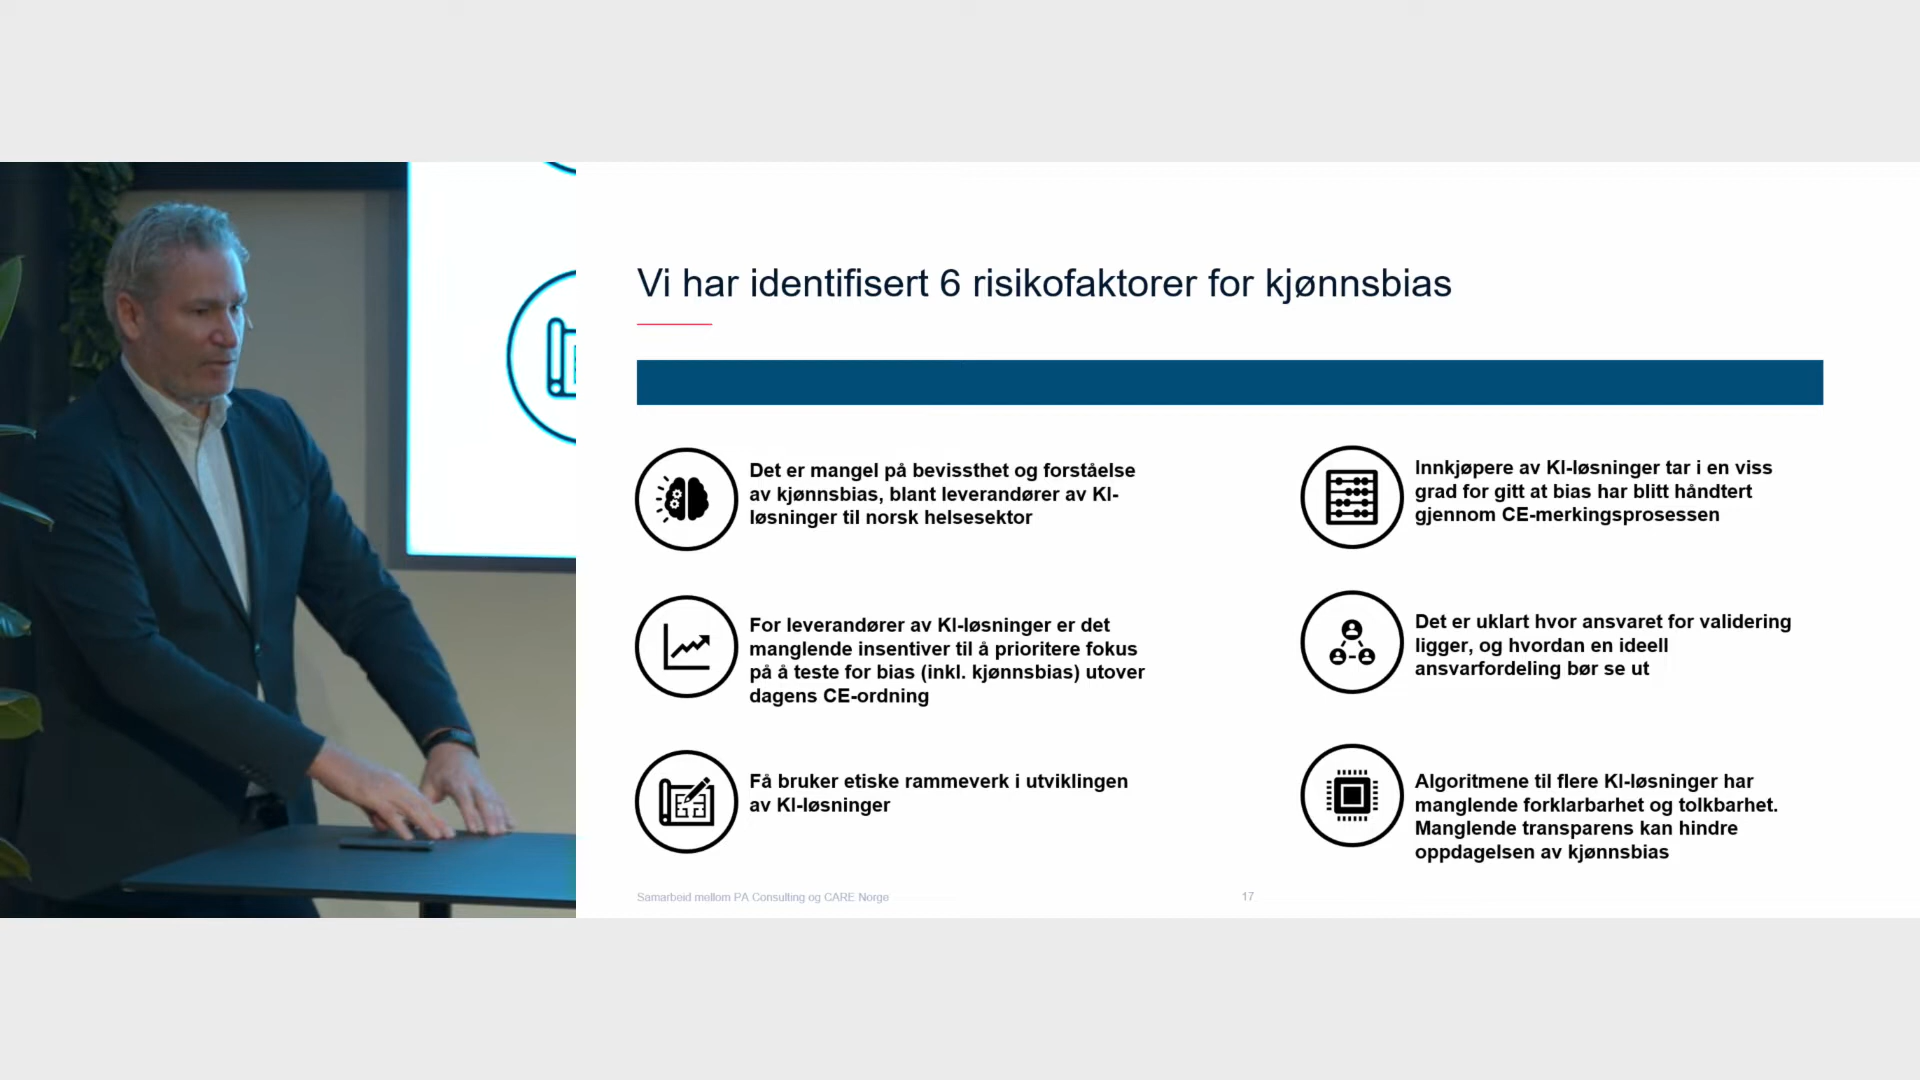 Vi har identifisert 6 risikofaktorer for kjønnsbias
Det er mangel på bevissthet og forståelse
av kjønnsbias, blant leverandører av KI-
løsninger til norsk helsesektor
For leverandører av KI-løsninger er det
manglende insentiver til å prioritere fokus
på å teste for bias (inkl. kjønnsbias) utover
dagens CE-ordning
Få bruker etiske rammeverk i utviklingen
av KI-løsninger
Innkjøpere av KI-løsninger tar i en viss
grad for gitt at bias har blitt håndtert
gjennom CE-merkingsprosessen
Det er uklart hvor ansvaret for validering
ligger, og hvordan en ideell
ansvarfordeling bør se ut
Algoritmene til flere KI-løsninger har
manglende forklarbarhet og tolkbarhet.
Manglende transparens kan hindre
oppdagelsen av kjønnsbias
Samarbeid mellom PA Consulting og CARE Norge
17